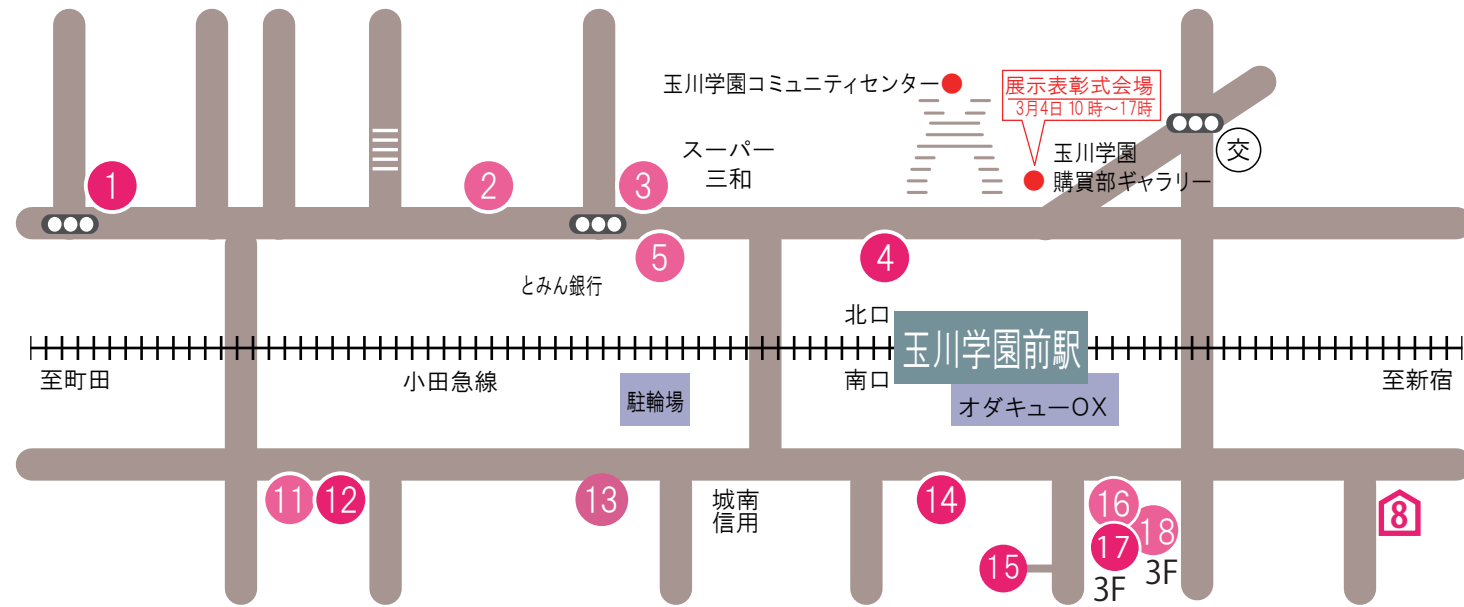 玉川学園コミュニティセンター
展示表彰式会場
3月4日 10時～17時
交
スーパー
三和
玉川学園
購買部ギャラリー
1
2
3
5
4
とみん銀行
北口
玉川学園前駅
至町田
小田急線
南口
至新宿
駐輪場
オダキューOX
11
12
13
城南
信用
14
16
8
18
17
15
3F
3F